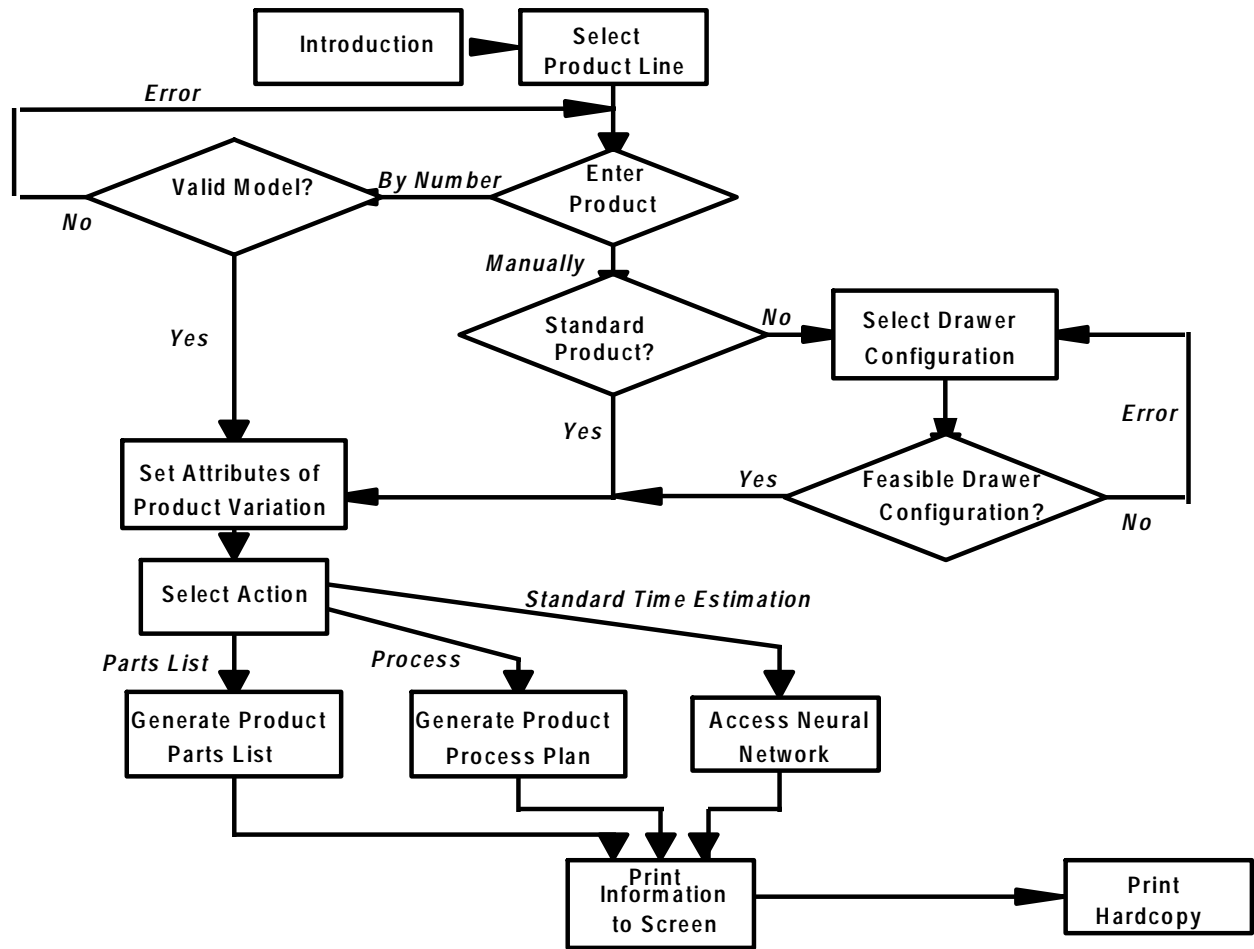 Introduction
Select
Product Line
Error
Valid Model?
By Number
Enter
Product
No
Manually
Standard
Product?
No
Select Drawer
Configuration
Yes
Yes
Error
Set Attributes of
Product Variation
Yes
Feasible Drawer
Configuration?
No
Select Action
Standard Time Estimation
Parts List
Process
Generate Product
Parts List
Generate Product
Process Plan
Access Neural
Network
Print
Information
to Screen
Print
Hardcopy